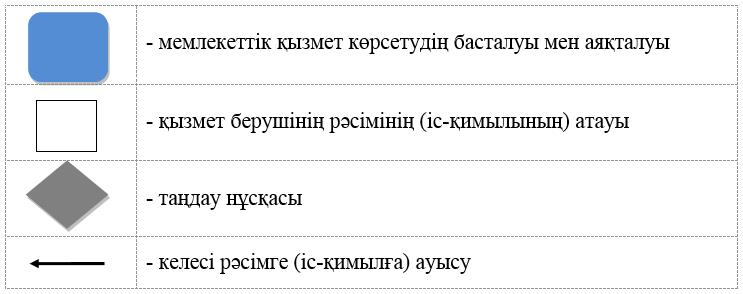 - мемлекеттік қызмет көрсетудің басталуы мен аяқталуы
- қызмет берушінің рәсімінің (іс-қимылының) атауы
- таңдау нұсқасы
- келесі рәсімге (іс-қимылға) ауысу